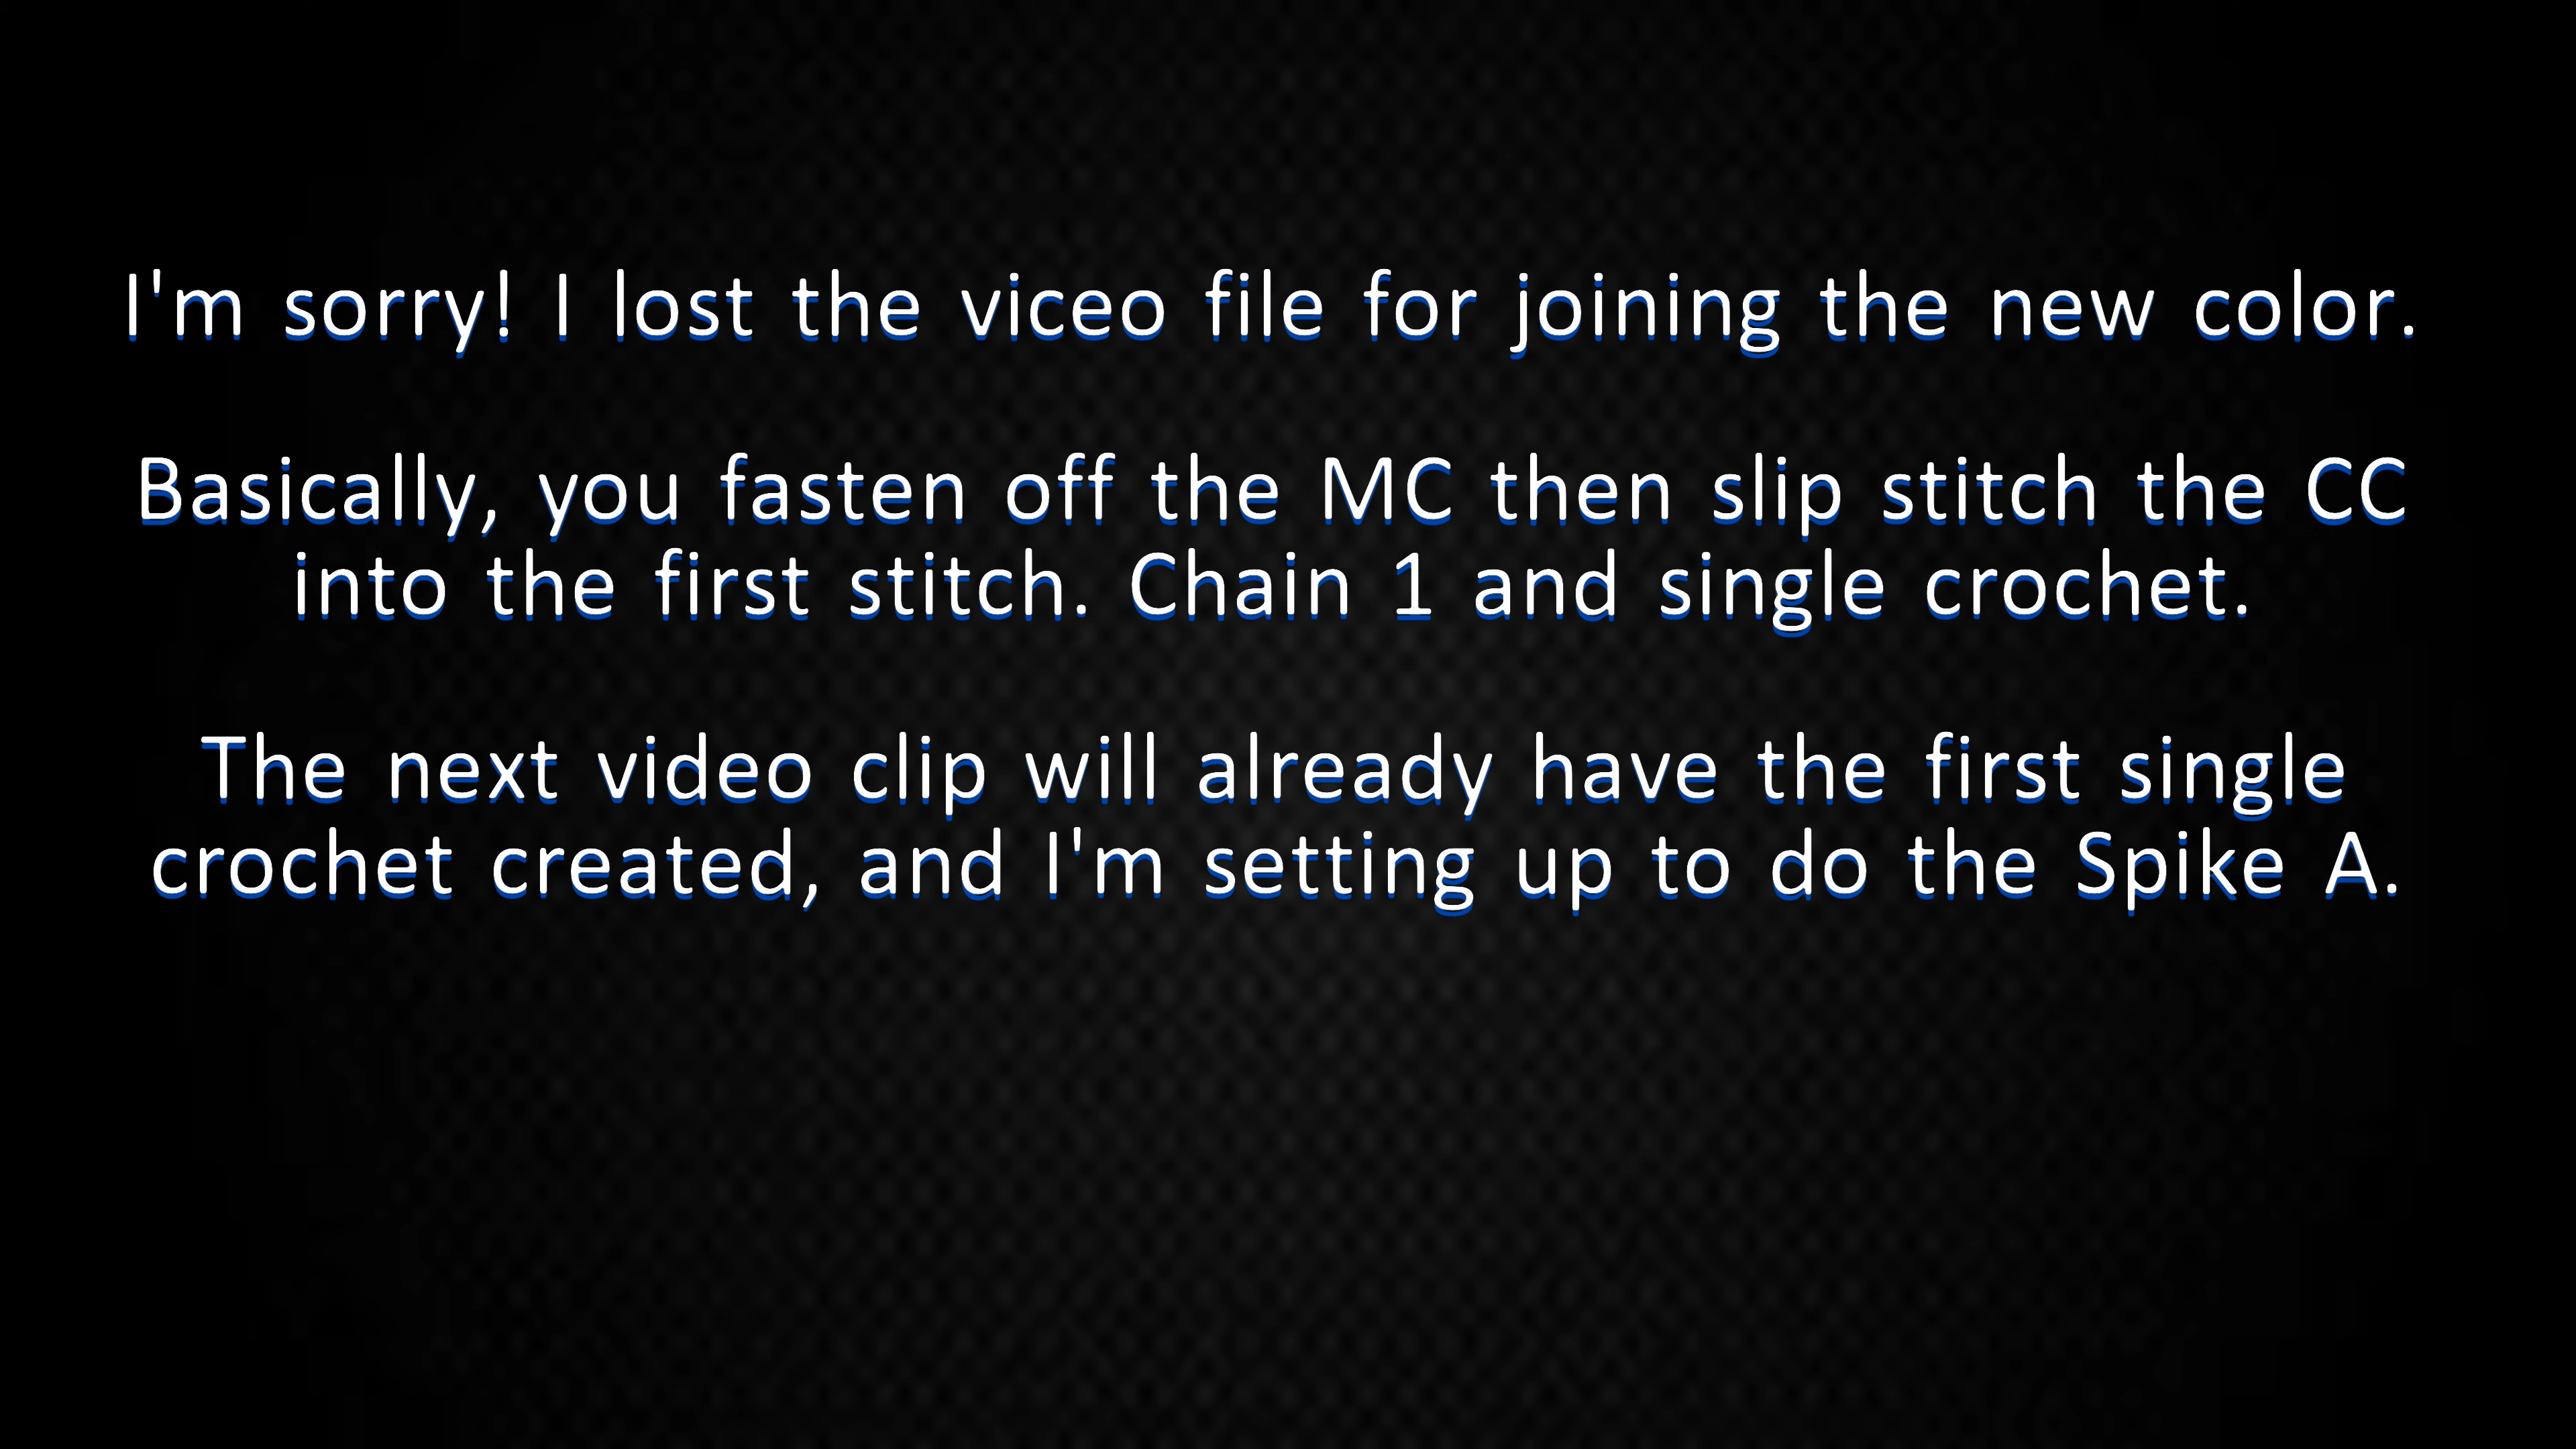 I'm sorry! I lost the viceo file for joining the new color.
Basically, you fasten off the MC then slip stitch the CC
into the first stitch. Chain 1 and single crochet.
The next video clip will already have the first single
crochet created, and I'm setting up to do the Spike A.